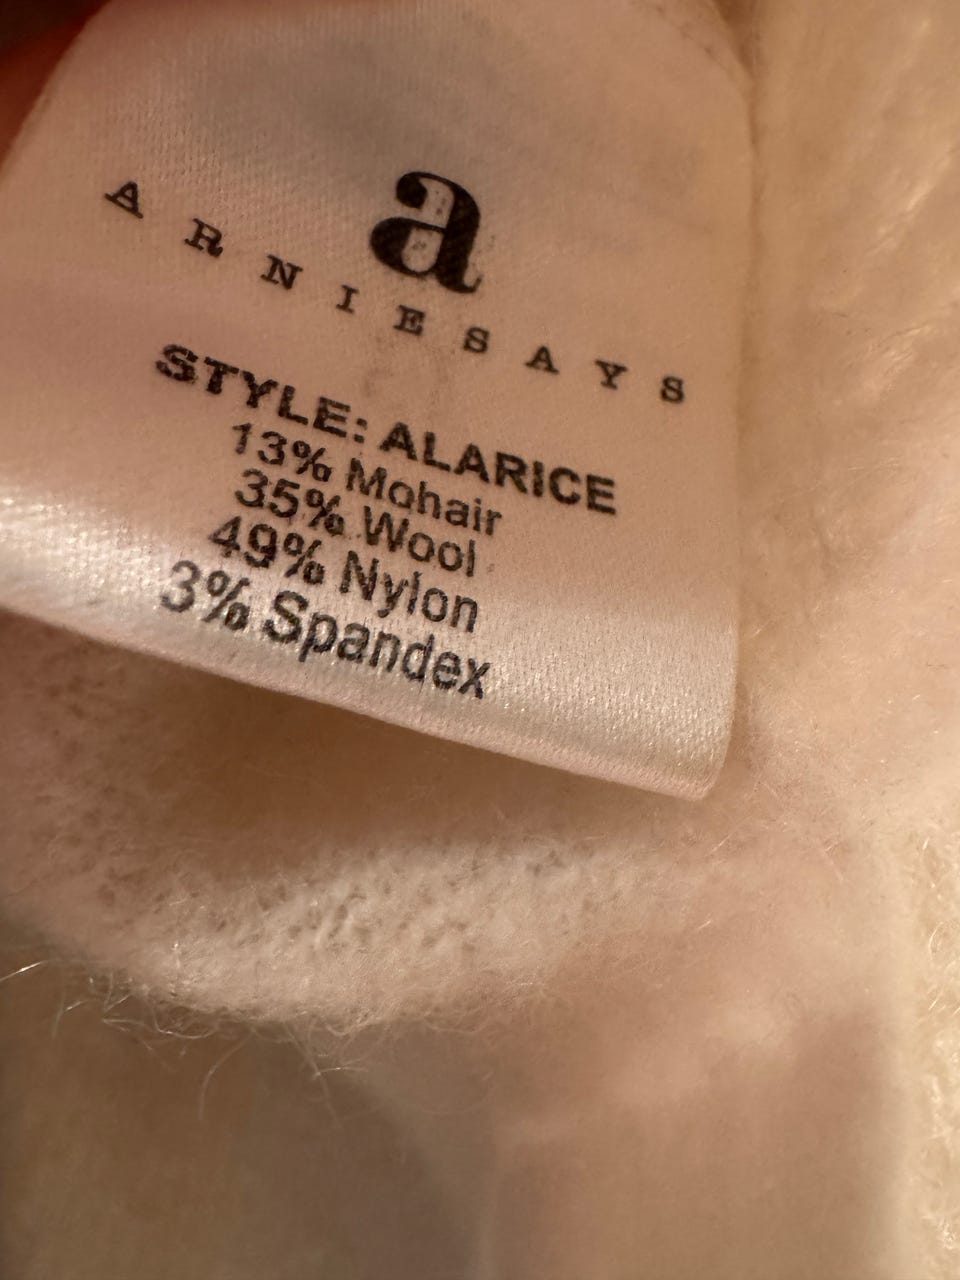 a
ARNIESAYS
STYLE: ALARICE
13% Mohair
35% Wool
49% Nylon
3% Spandex